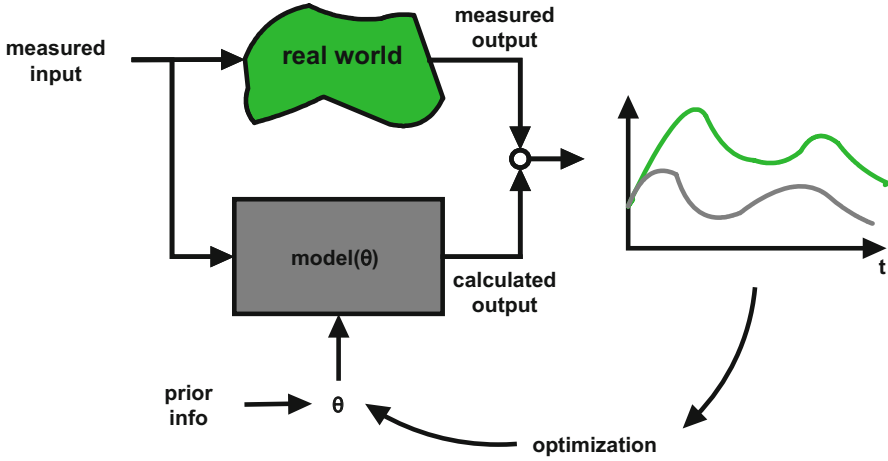 measured
input
real world
measured
output
model(θ)
calculated
output
t
prior
info
θ
optimization